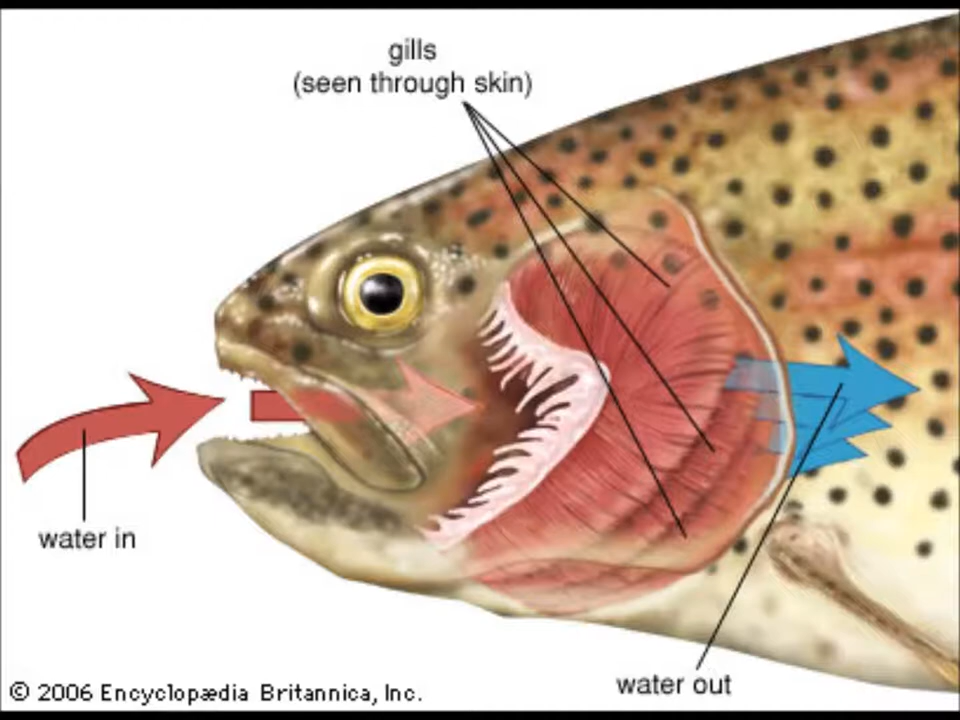 gills
(seen through skin)
water in
water out
© 2006 Encyclopædia Britannica, Inc.